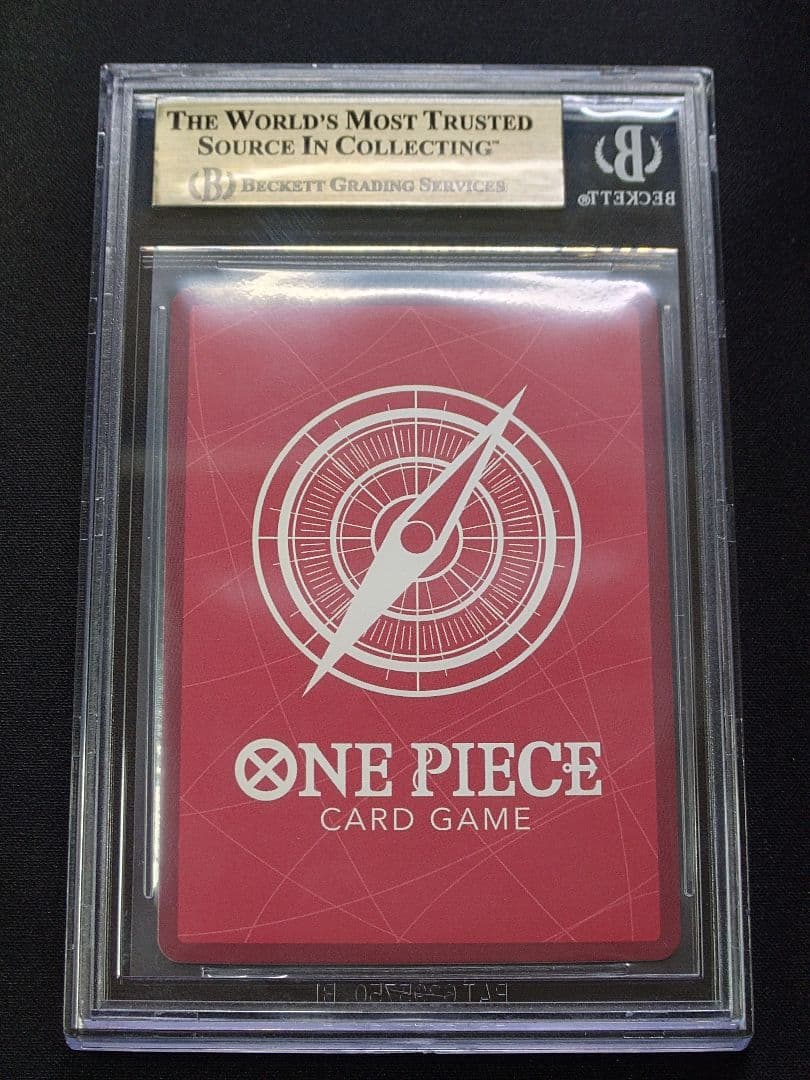 THE WORLD'S MOST TRUSTED
SOURCE IN COLLECTING™
B BECKETT GRADING SERVICES
B
BECKETT®
ONE PIECE
CARD GAME